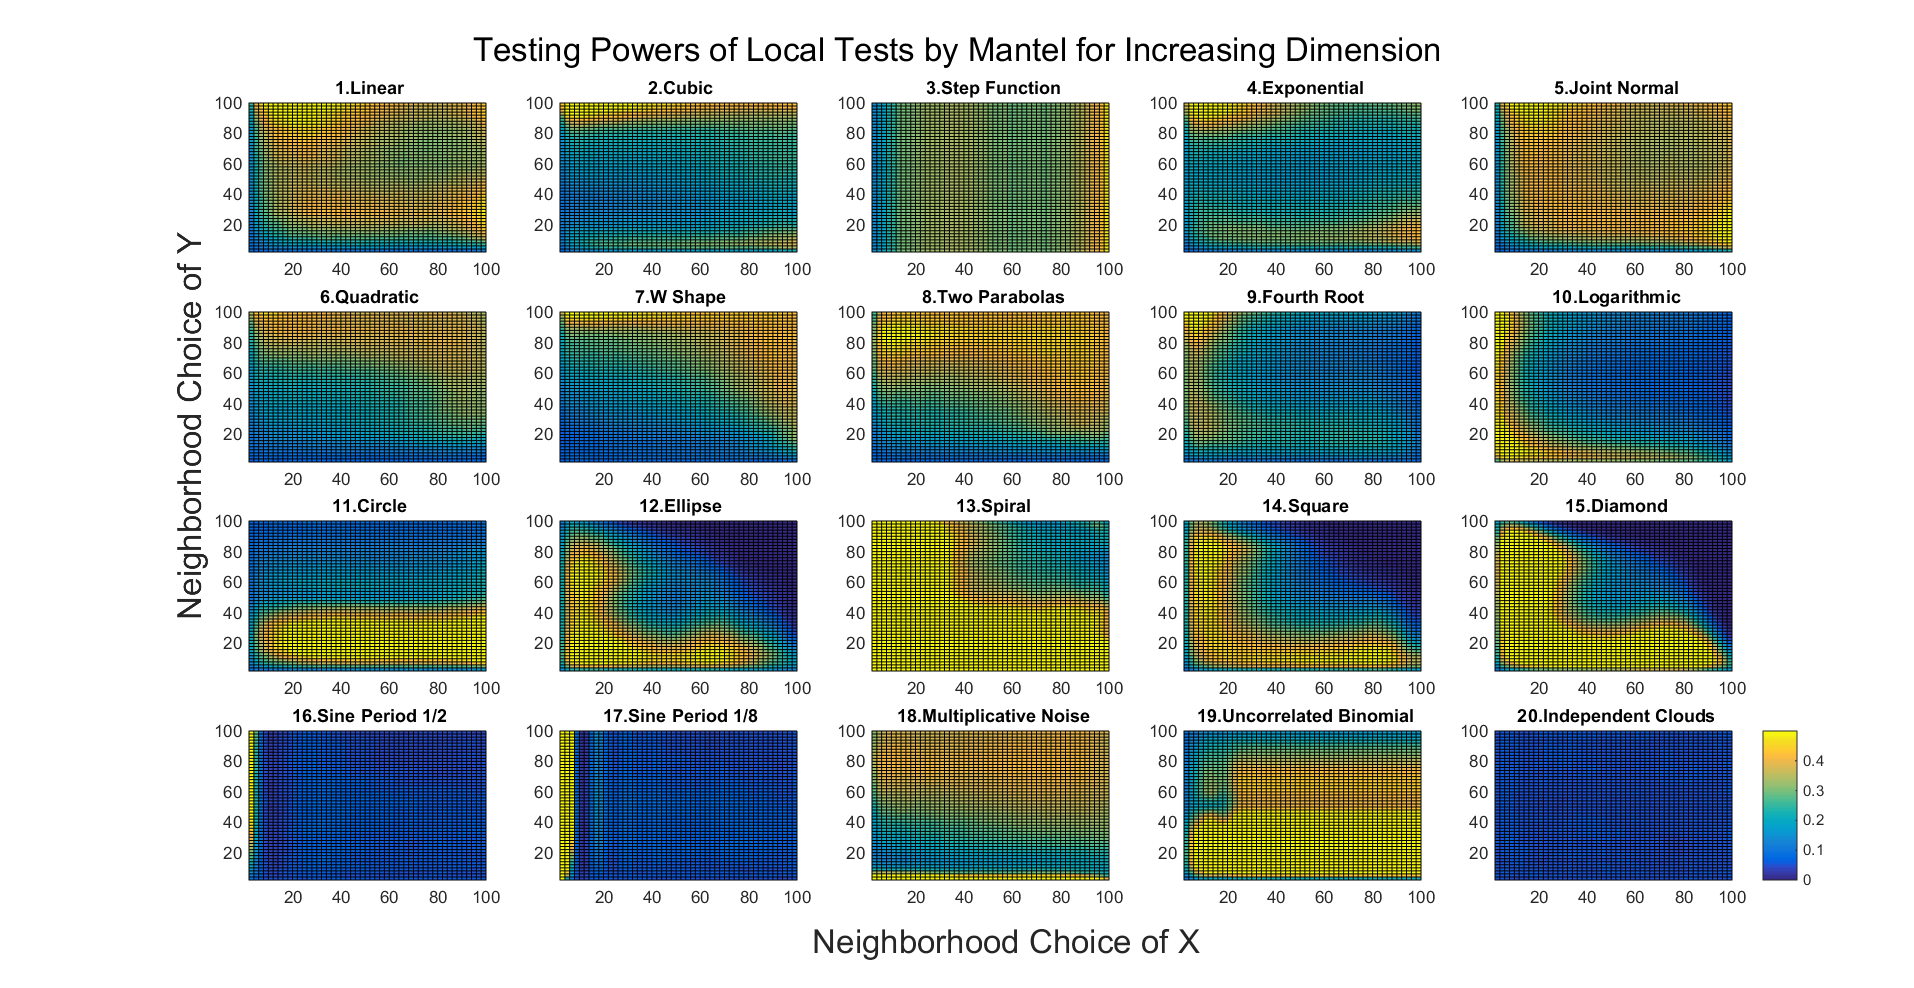 Testing Powers of Local Tests by Mantel for Increasing Dimension
1.Linear 2.Cubic 3.Step Function 4.Exponential 5.Joint Normal
100 100 100 100 100
80 80 80 80 80
60 60 60 60 60
40 40 40 40 40
20 20 20 20 20
20 40 60 80 100 20 40 60 80 100 20 40 60 80 100 20 40 60 80 100 20 40 60 80 100
6.Quadratic 7.W Shape 8.Two Parabolas 9.Fourth Root 10.Logarithmic
100 100 100 100 100
80 80 80 80 80
60 60 60 60 60
40 40 40 40 40
20 20 20 20 20
20 40 60 80 100 20 40 60 80 100 20 40 60 80 100 20 40 60 80 100 20 40 60 80 100
Neighborhood Choice of Y
11.Circle 12.Ellipse 13.Spiral 14.Square 15.Diamond
100 100 100 100 100
80 80 80 80 80
60 60 60 60 60
40 40 40 40 40
20 20 20 20 20
20 40 60 80 100 20 40 60 80 100 20 40 60 80 100 20 40 60 80 100 20 40 60 80 100
16.Sine Period 1/2 17.Sine Period 1/8 18.Multiplicative Noise 19.Uncorrelated Binomial 20.Independent Clouds
100 100 100 100 100
80 80 80 80 80 0.4
60 60 60 60 60 0.3
40 40 40 40 40 0.2
20 20 20 20 20 0.1
0
20 40 60 80 100 20 40 60 80 100 20 40 60 80 100 20 40 60 80 100 20 40 60 80 100
Neighborhood Choice of X